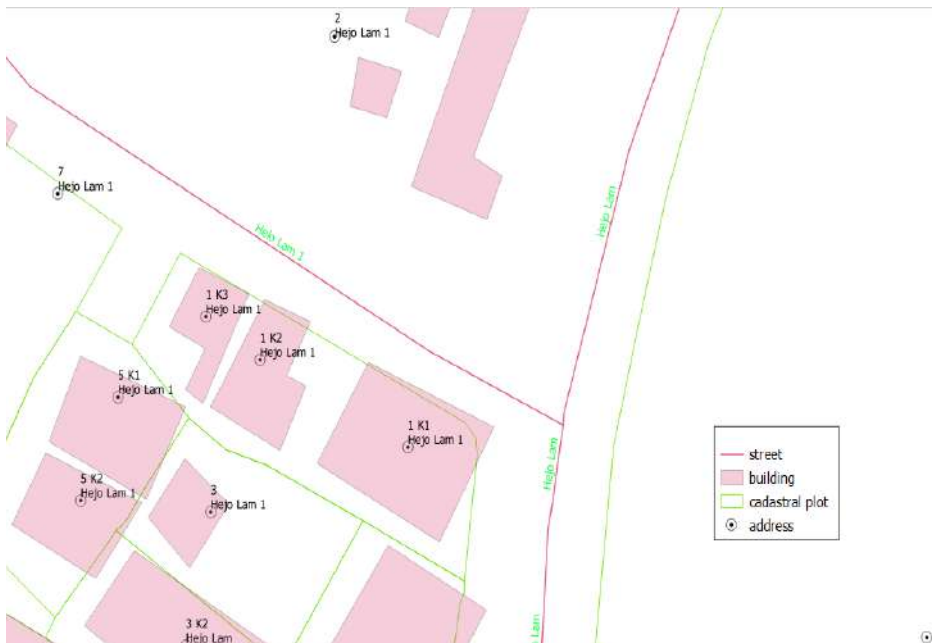 2
Hejo Lam 1
7
Hejo Lam 1
Hejo Lam 1
Hejo Lam
1 K3
Hejo Lam 1
1 K2
Hejo Lam 1
5 K1
Hejo Lam 1
1 K1
Hejo Lam 1
Hejo Lam
5 K2
Hejo Lam 1
3
Hejo Lam 1
3 K2
Hejo Lam
Lam
street
building
cadastral plot
address